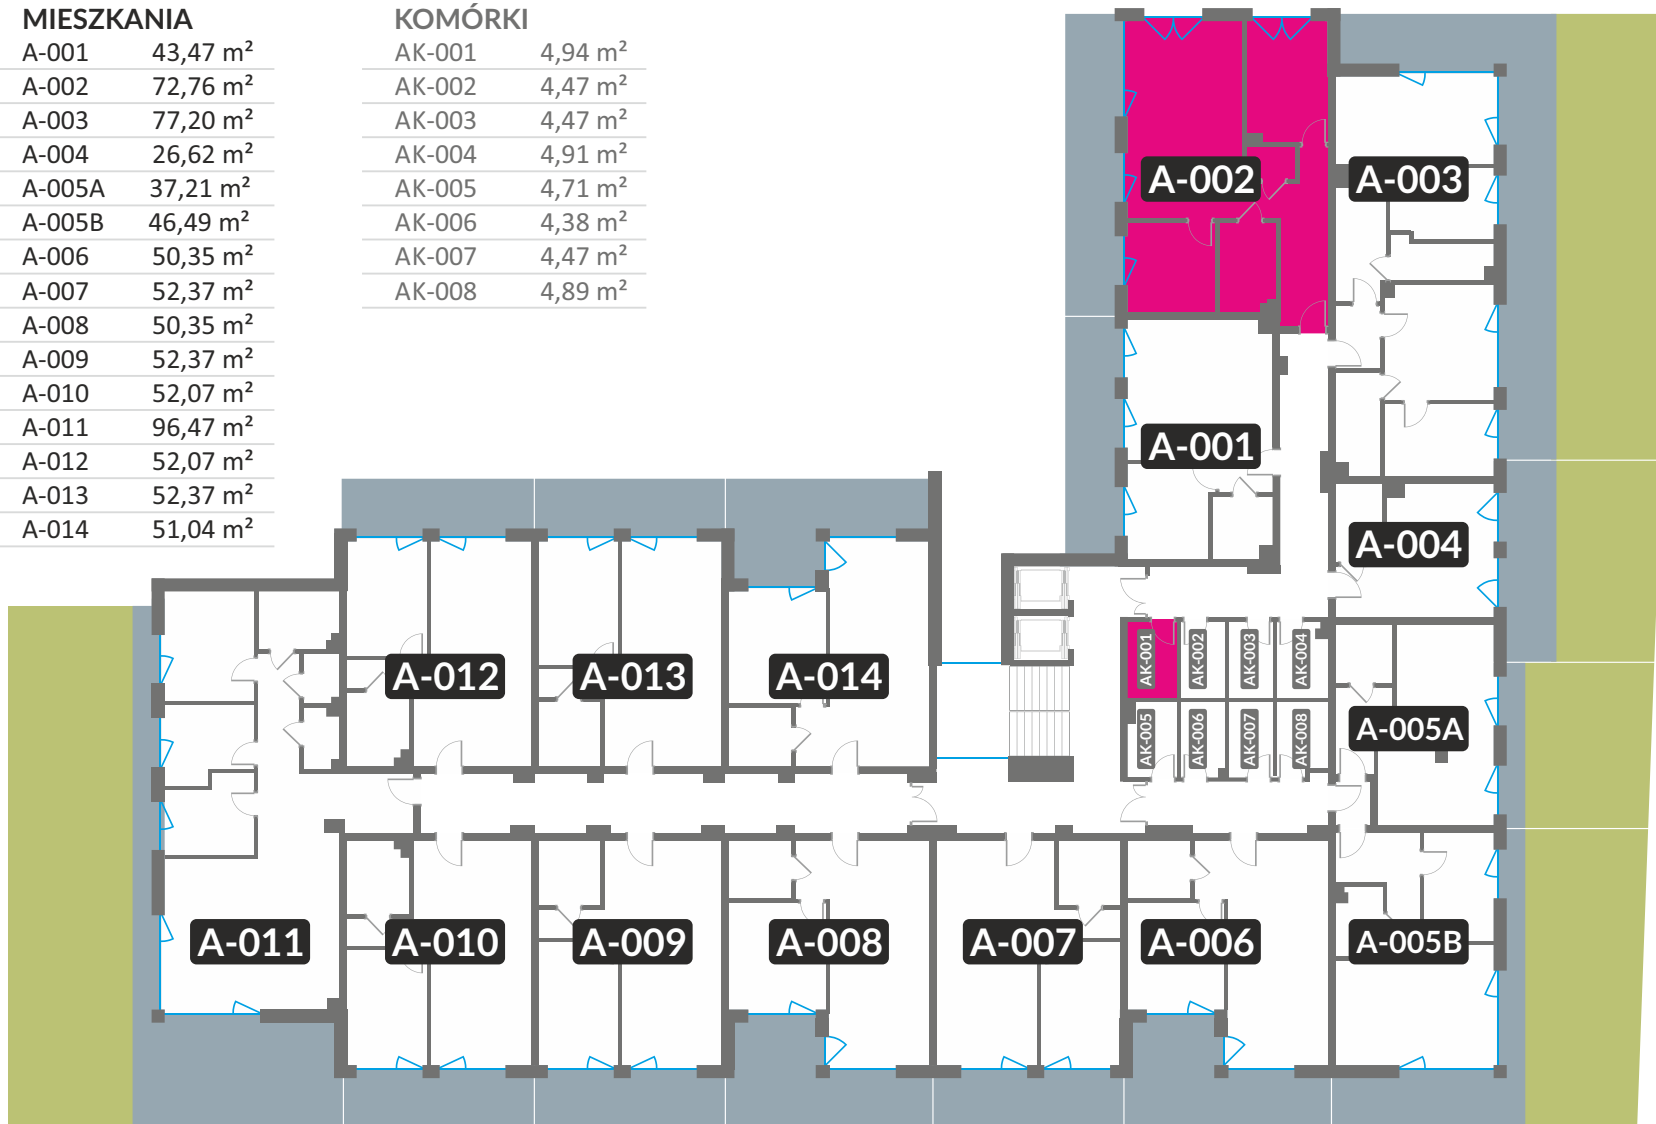 MIESZKANIA
A-001 43,47 m²
A-002 72,76 m²
A-003 77,20 m²
A-004 26,62 m²
A-005A 37,21 m²
A-005B 46,49 m²
A-006 50,35 m²
A-007 52,37 m²
A-008 50,35 m²
A-009 52,37 m²
A-010 52,07 m²
A-011 96,47 m²
A-012 52,07 m²
A-013 52,37 m²
A-014 51,04 m²
KOMÓRKI
AK-001 4,94 m²
AK-002 4,47 m²
AK-003 4,47 m²
AK-004 4,91 m²
AK-005 4,71 m²
AK-006 4,38 m²
AK-007 4,47 m²
AK-008 4,89 m²
A-002
A-003
A-001
A-004
AK-001
AK-002
AK-003
AK-004
A-012
A-013
A-014
AK-005
AK-006
AK-007
AK-008
A-005A
A-011
A-010
A-009
A-008
A-007
A-006
A-005B